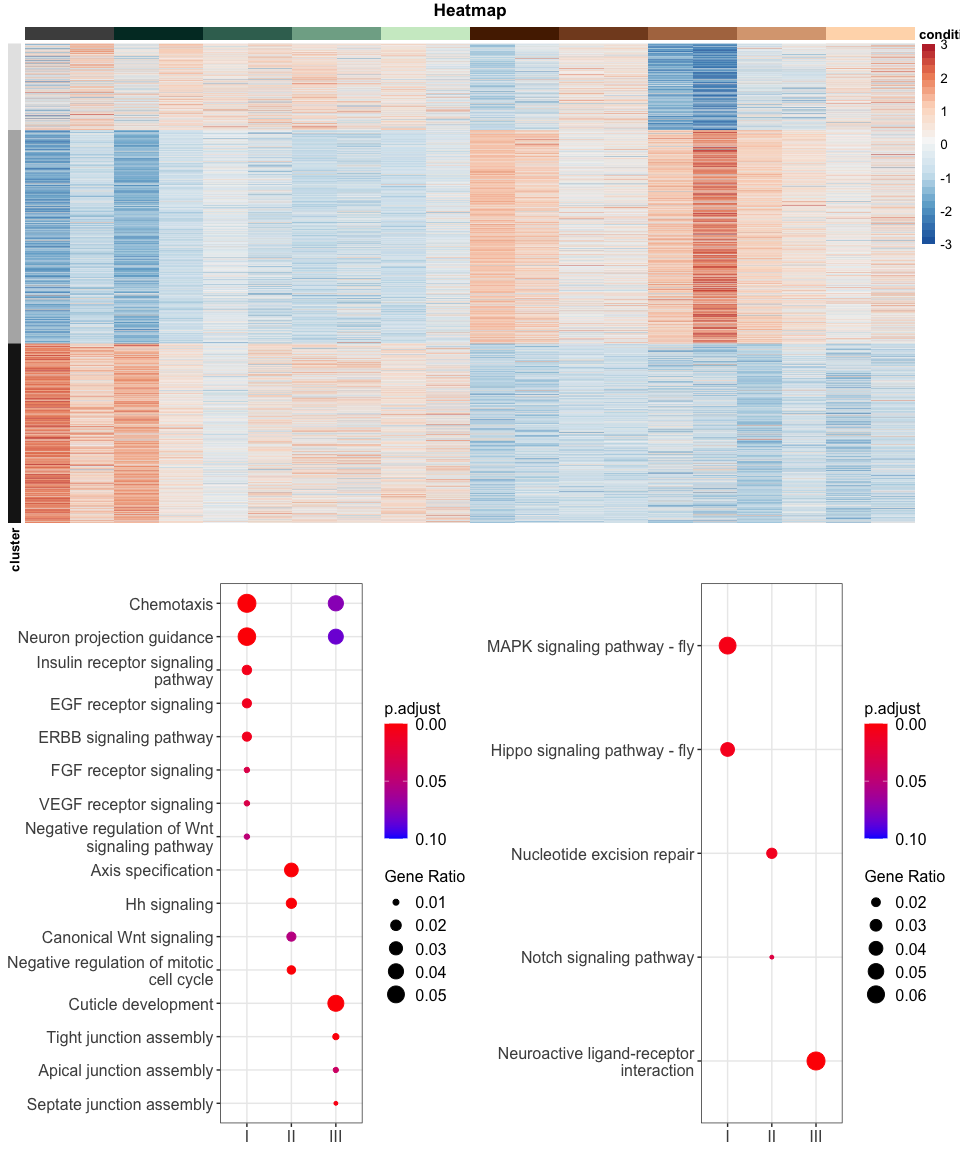 Heatmap
conditi
3
2
1
0
-1
-2
-3
cluster
Chemotaxis
Neuron projection guidance
Insulin receptor signaling
pathway
EGF receptor signaling
ERBB signaling pathway
FGF receptor signaling
VEGF receptor signaling
Negative regulation of Wnt
signaling pathway
Axis specification
Hh signaling
Canonical Wnt signaling
Negative regulation of mitotic
cell cycle
Cuticle development
Tight junction assembly
Apical junction assembly
Septate junction assembly
I II III
p.adjust
0.00
0.05
0.10
Gene Ratio
0.01
0.02
0.03
0.04
0.05
MAPK signaling pathway - fly
Hippo signaling pathway - fly
Nucleotide excision repair
Notch signaling pathway
Neuroactive ligand-receptor
interaction
I II III
p.adjust
0.00
0.05
0.10
Gene Ratio
0.02
0.03
0.04
0.05
0.06